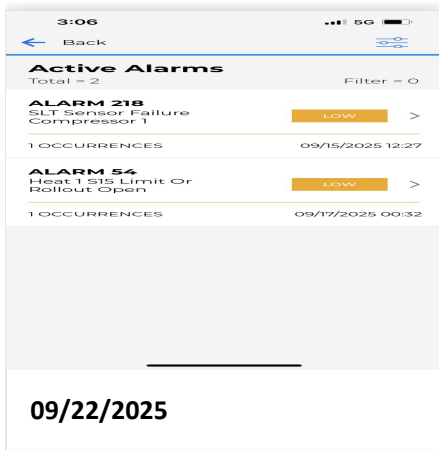 3:06 5G
Back
Active Alarms
Total = 2 Filter = 0
ALARM 218
SLT Sensor Failure
Compressor 1
LOW >
1 OCCURRENCES 09/15/2025 12:27
ALARM 54
Heat 1 S15 Limit Or
Rollout Open
LOW >
1 OCCURRENCES 09/17/2025 00:32
09/22/2025